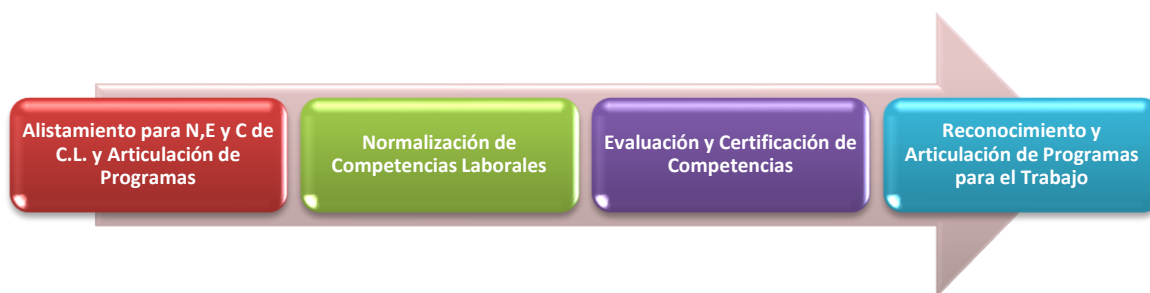 Alistamiento para N,E y C de
C.L. y Articulación de
Programas
Normalización de
Competencias Laborales
Evaluación y Certificación de
Competencias
Reconocimiento y
Articulación de Programas
para el Trabajo